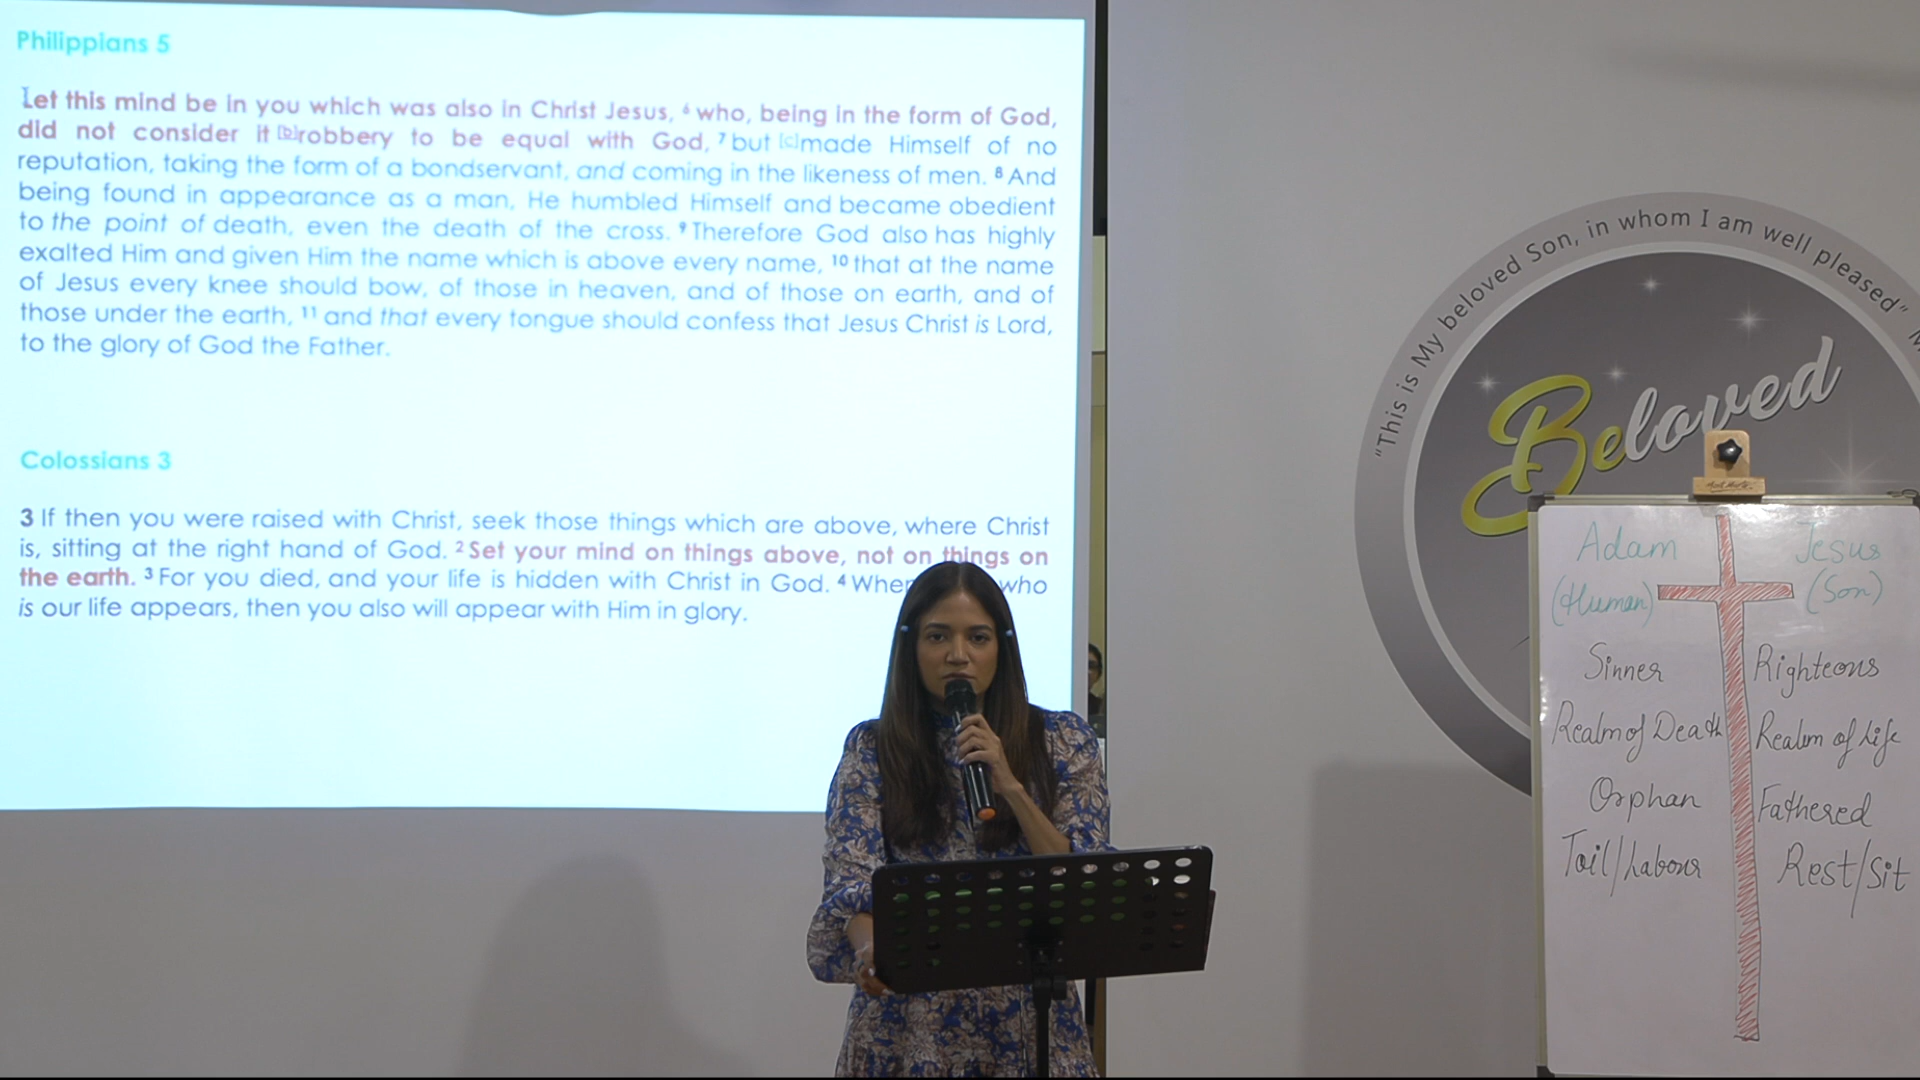 Philippians 5
Let this mind be in you which was also in Christ Jesus, 6 who, being in the form of God,
did not consider it [b]robbery to be equal with God, 7 but [c]made Himself of no
reputation, taking the form of a bondservant, and coming in the likeness of men. 8 And
being found in appearance as a man, He humbled Himself and became obedient
to the point of death, even the death of the cross. 9 Therefore God also has highly
exalted Him and given Him the name which is above every name, 10 that at the name
of Jesus every knee should bow, of those in heaven, and of those on earth, and of
those under the earth, 11 and that every tongue should confess that Jesus Christ is Lord,
to the glory of God the Father.
Colossians 3
3 If then you were raised with Christ, seek those things which are above, where Christ
is, sitting at the right hand of God. 2 Set your mind on things above, not on things on
the earth. 3 For you died, and your life is hidden with Christ in God. 4 When who
is our life appears, then you also will appear with Him in glory.
"This is My beloved Son, in whom I am well pleased" M
Beloved
Adam
(Human)
Sinner
Realm of Death
Orphan
Toil/Labour
Jesus
(Son)
Righteous
Realm of Life
Fathered
Rest/Sit